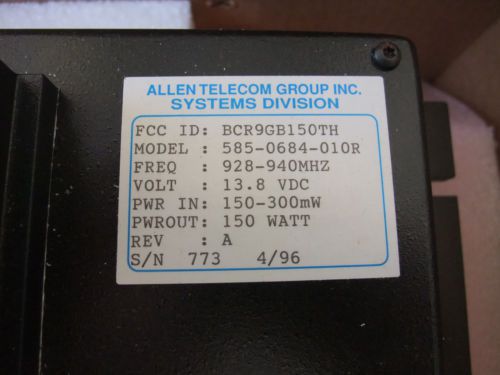 ALLEN TELECOM GROUP INC.
SYSTEMS DIVISION
FCC ID: BCR9GB150TH
MODEL : 585-0684-010R
FREQ : 928-940MHZ
VOLT : 13.8 VDC
PWR IN: 150-300mW
PWROUT: 150 WATT
REV : A
S/N 773 4/96